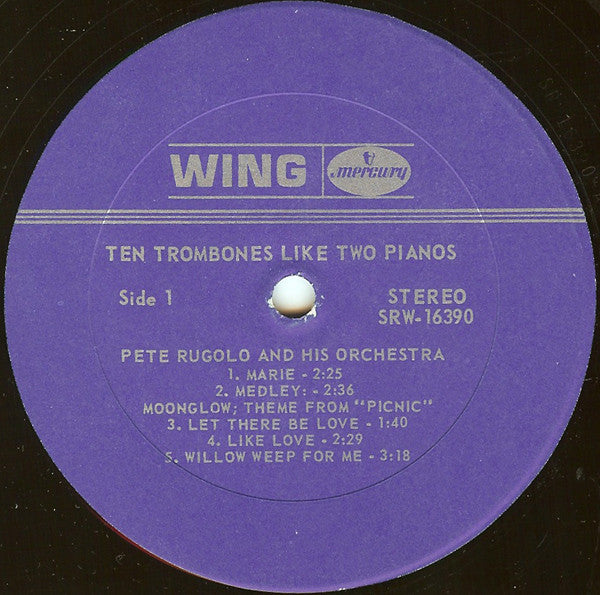 WING
mercury
TEN TROMBONES LIKE TWO PIANOS
Side 1
STEREO
SRW-16390
PETE RUGOLO AND HIS ORCHESTRA
1. MARIE - 2:25
2. MEDLEY: - 2:36
MOONGLOW; THEME FROM "PICNIC"
3. LET THERE BE LOVE - 1:40
4. LIKE LOVE - 2:29
5. WILLOW WEEP FOR ME - 3:18